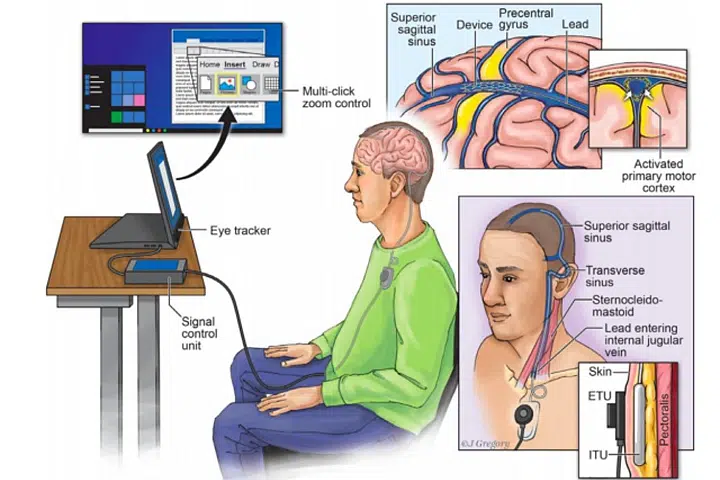 Home Insert Draw D
Multi-click
zoom control
Eye tracker
Signal
control
unit
Superior
sagittal
sinus
Device
Precentral
gyrus
Lead
Activated
primary motor
cortex
Superior sagittal
sinus
Transverse
sinus
Sternocleido-
mastoid
Lead entering
internal jugular
vein
Skin
ETU
ITU
Pectoralis
©J Gregory